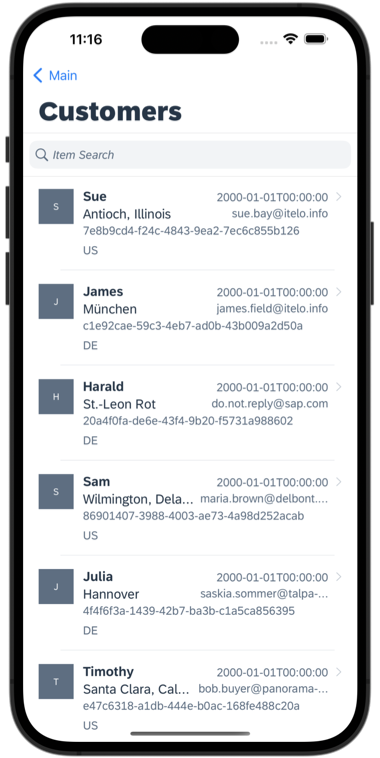 11:16
Main
Customers
Item Search
S
Sue 2000-01-01T00:00:00
Antioch, Illinois sue.bay@itelo.info
7e8b9cd4-f24c-4843-9ea2-7ec6c855b126
US
J
James 2000-01-01T00:00:00
München james.field@itelo.info
c1e92cae-59c3-4eb7-ad0b-43b009a2d50a
DE
H
Harald 2000-01-01T00:00:00
St.-Leon Rot do.not.reply@sap.com
20a4f0fa-de6e-43f4-9b20-f5731a988602
DE
S
Sam 2000-01-01T00:00:00
Wilmington, Dela... maria.brown@delbont....
86901407-3988-4003-ae73-4a98d252acab
US
J
Julia 2000-01-01T00:00:00
Hannover saskia.sommer@talpa-...
4f4f6f3a-1439-42b7-ba3b-c1a5ca856395
DE
T
Timothy 2000-01-01T00:00:00
Santa Clara, Cal... bob.buyer@panorama-...
e47c6318-a1db-444e-b0ac-168fe488c20a
US